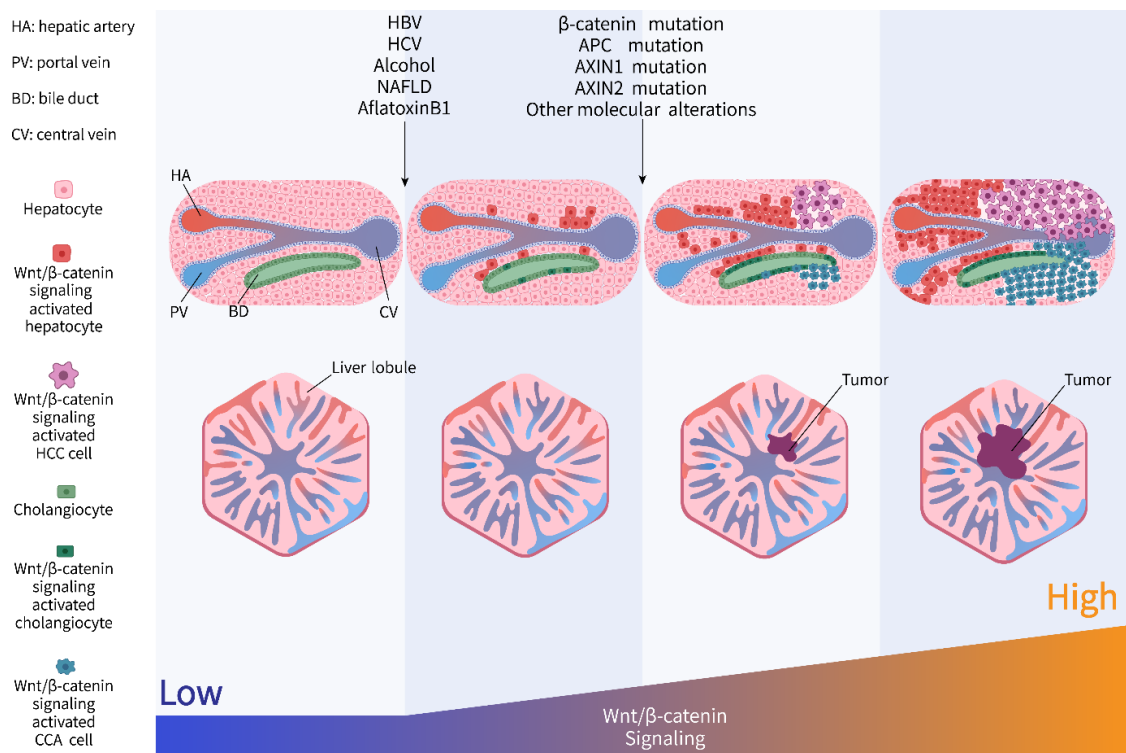 HA: hepatic artery
PV: portal vein
BD: bile duct
CV: central vein
Hepatocyte
Wnt/β-catenin
signaling
activated
hepatocyte
Wnt/β-catenin
signaling
activated
HCC cell
Cholangiocyte
Wnt/β-catenin
signaling
activated
cholangiocyte
Wnt/β-catenin
signaling
activated
CCA cell
HBV
HCV
Alcohol
NAFLD
AflatoxinB1
β-catenin mutation
APC mutation
AXIN1 mutation
AXIN2 mutation
Other molecular alterations
HA
PV
BD
CV
Liver lobule
Tumor
Tumor
Low
High
Wnt/β-catenin
Signaling